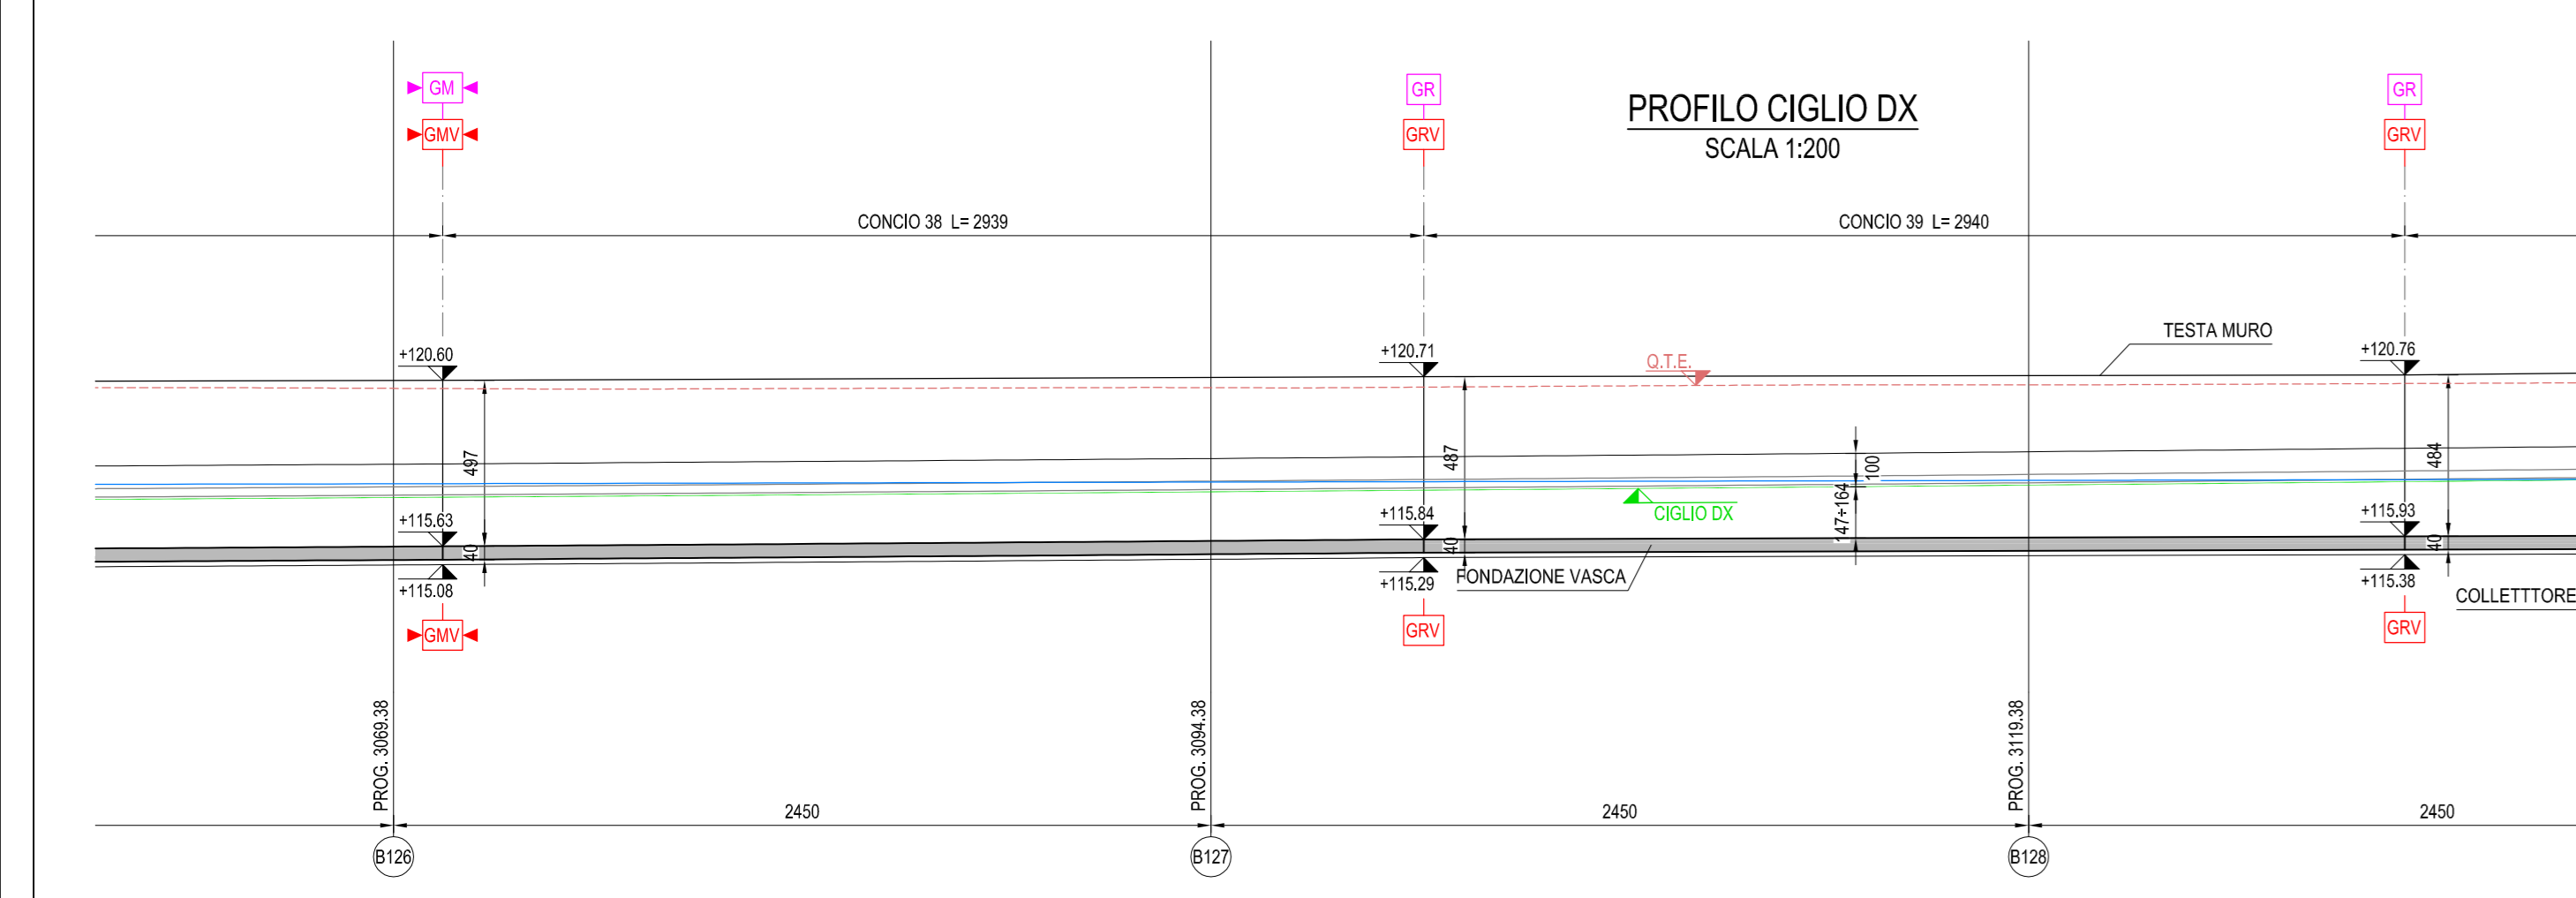 GM
GR
GR
GMV
GRV
GRV
PROFILO CIGLIO DX
SCALA 1:200
CONCIO 38 L= 2939
CONCIO 39 L= 2940
TESTA MURO
+120.60
+120.71
+120.76
Q.T.E.
497
487
484
100
147÷164
CIGLIO DX
+115.63
+115.84
+115.93
40
40
40
+115.08
+115.29
+115.38
FONDAZIONE VASCA
COLLETTTORE
GMV
GRV
GRV
PROG. 3069.38
PROG. 3094.38
PROG. 3119.38
2450
2450
2450
B126
B127
B128